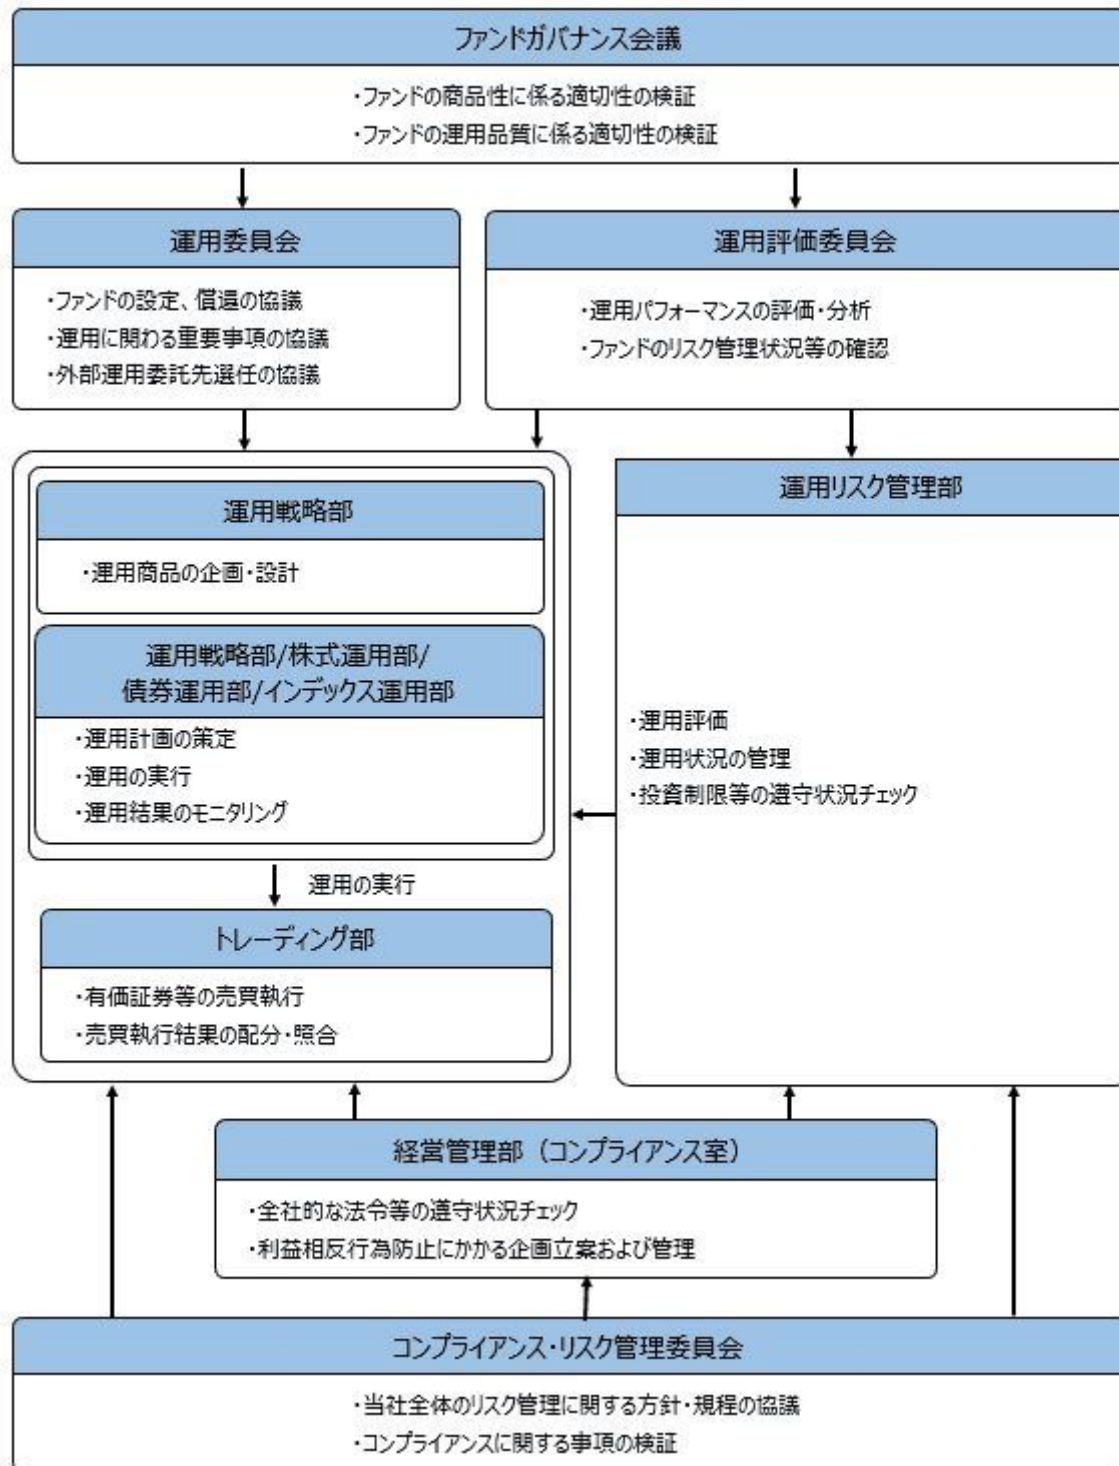 ファンドガバナンス会議
・ファンドの商品性に係る適切性の検証
・ファンドの運用品質に係る適切性の検証
運用委員会
・ファンドの設定、償還の協議
・運用に関わる重要事項の協議
・外部運用委託先選任の協議
運用評価委員会
・運用パフォーマンスの評価・分析
・ファンドのリスク管理状況等の確認
運用戦略部
・運用商品の企画・設計
運用戦略部/株式運用部/
債券運用部/インデックス運用部
・運用計画の策定
・運用の実行
・運用結果のモニタリング
運用の実行
トレーディング部
・有価証券等の売買執行
・売買執行結果の配分・照合
運用リスク管理部
・運用評価
・運用状況の管理
・投資制限等の遵守状況チェック
経営管理部（コンプライアンス室）
・全社的な法令等の遵守状況チェック
・利益相反行為防止にかかる企画立案および管理
コンプライアンス・リスク管理委員会
・当社全体のリスク管理に関する方針・規程の協議
・コンプライアンスに関する事項の検証